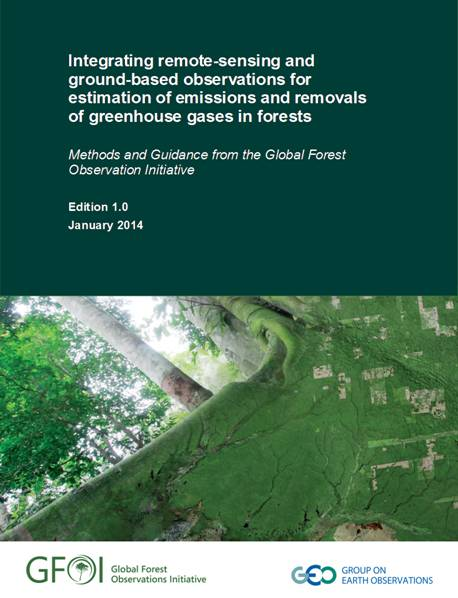 Integrating remote-sensing and
ground-based observations for
estimation of emissions and removals
of greenhouse gases in forests
Methods and Guidance from the Global Forest
Observation Initiative
Edition 1.0
January 2014
GFOI
Global Forest
Observations Initiative
GEO
GROUP ON
EARTH OBSERVATIONS